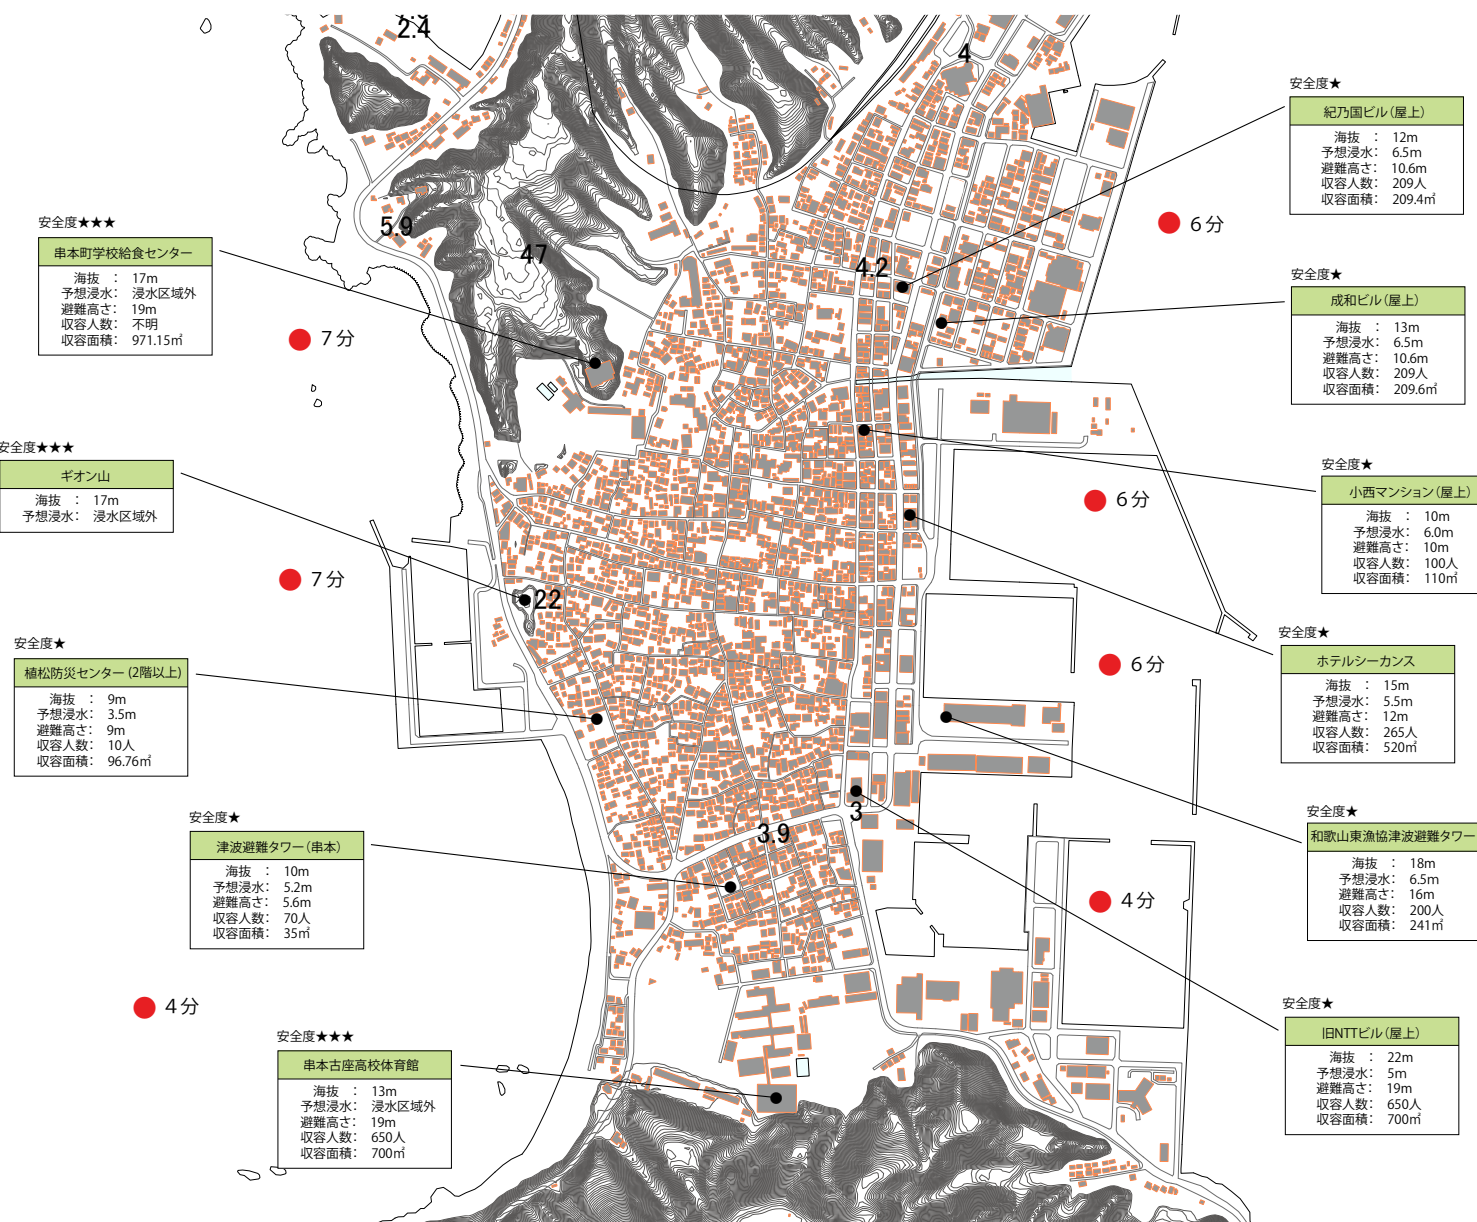 2.4
4
安全度★
紀乃国ビル(屋上)
海抜 : 12m
予想浸水: 6.5m
避難高さ: 10.6m
収容人数: 209人
収容面積: 209.4㎡
6分
5.9
47
4.2
安全度★★★
串本町学校給食センター
海抜 : 17m
予想浸水: 浸水区域外
避難高さ: 19m
収容人数: 不明
収容面積: 971.15㎡
7分
安全度★
成和ビル(屋上)
海抜 : 13m
予想浸水: 6.5m
避難高さ: 10.6m
収容人数: 209人
収容面積: 209.6㎡
安全度★★★
ギオン山
海抜 : 17m
予想浸水: 浸水区域外
7分
22
安全度★
小西マンション(屋上)
海抜 : 10m
予想浸水: 6.0m
避難高さ: 10m
収容人数: 100人
収容面積: 110㎡
6分
安全度★
植松防災センター(2階以上)
海抜 : 9m
予想浸水: 3.5m
避難高さ: 9m
収容人数: 10人
収容面積: 96.76㎡
安全度★
ホテルシーカンス
海抜 : 15m
予想浸水: 5.5m
避難高さ: 12m
収容人数: 265人
収容面積: 520㎡
6分
安全度★
津波避難タワー(串本)
海抜 : 10m
予想浸水: 5.2m
避難高さ: 5.6m
収容人数: 70人
収容面積: 35㎡
3
3.9
安全度★
和歌山東漁協津波避難タワー
海抜 : 18m
予想浸水: 6.5m
避難高さ: 16m
収容人数: 200人
収容面積: 241㎡
4分
4分
安全度★★★
串本古座高校体育館
海抜 : 13m
予想浸水: 浸水区域外
避難高さ: 19m
収容人数: 650人
収容面積: 700㎡
安全度★
旧NTTビル(屋上)
海抜 : 22m
予想浸水: 5m
避難高さ: 19m
収容人数: 650人
収容面積: 700㎡